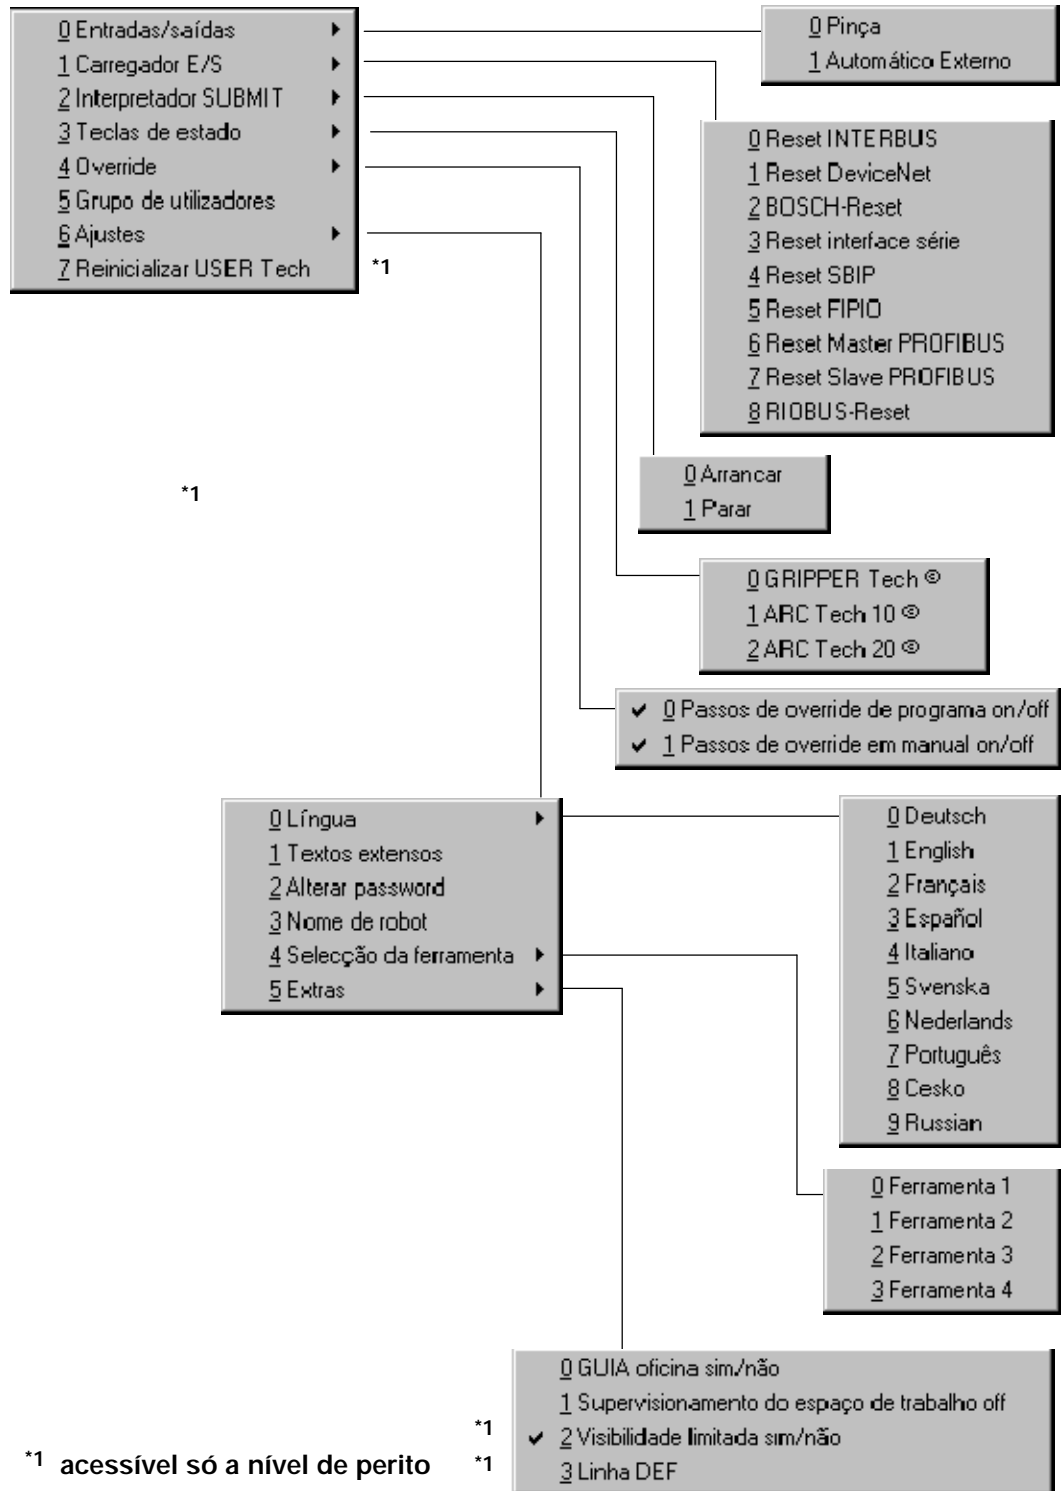 0 Entradas/saídas
1 Carregador E/S
2 Interpretador SUBMIT
3 Teclas de estado
4 Override
5 Grupo de utilizadores
6 Ajustes
7 Reinicializar USER Tech
*1
0 Pinça
1 Automático Externo
0 Reset INTERBUS
1 Reset DeviceNet
2 BOSCH-Reset
3 Reset interface série
4 Reset SBIP
5 Reset FIPIO
6 Reset Master PROFIBUS
7 Reset Slave PROFIBUS
8 RIOBUS-Reset
*1
0 Arrancar
1 Parar
0 GRIPPER Tech ©
1 ARC Tech 10 ©
2 ARC Tech 20 ©
0 Passos de override de programa on/off
1 Passos de override em manual on/off
0 Língua
1 Textos extensos
2 Alterar password
3 Nome de robot
4 Selecção da ferramenta
5 Extras
0 Deutsch
1 English
2 Français
3 Español
4 Italiano
5 Svenska
6 Nederlands
7 Português
8 Cesko
9 Russian
0 Ferramenta 1
1 Ferramenta 2
2 Ferramenta 3
3 Ferramenta 4
0 GUIA oficina sim/não
1 Supervisionamento do espaço de trabalho off
*1 2 Visibilidade limitada sim/não
*1 3 Linha DEF
*1 acessível só a nível de perito